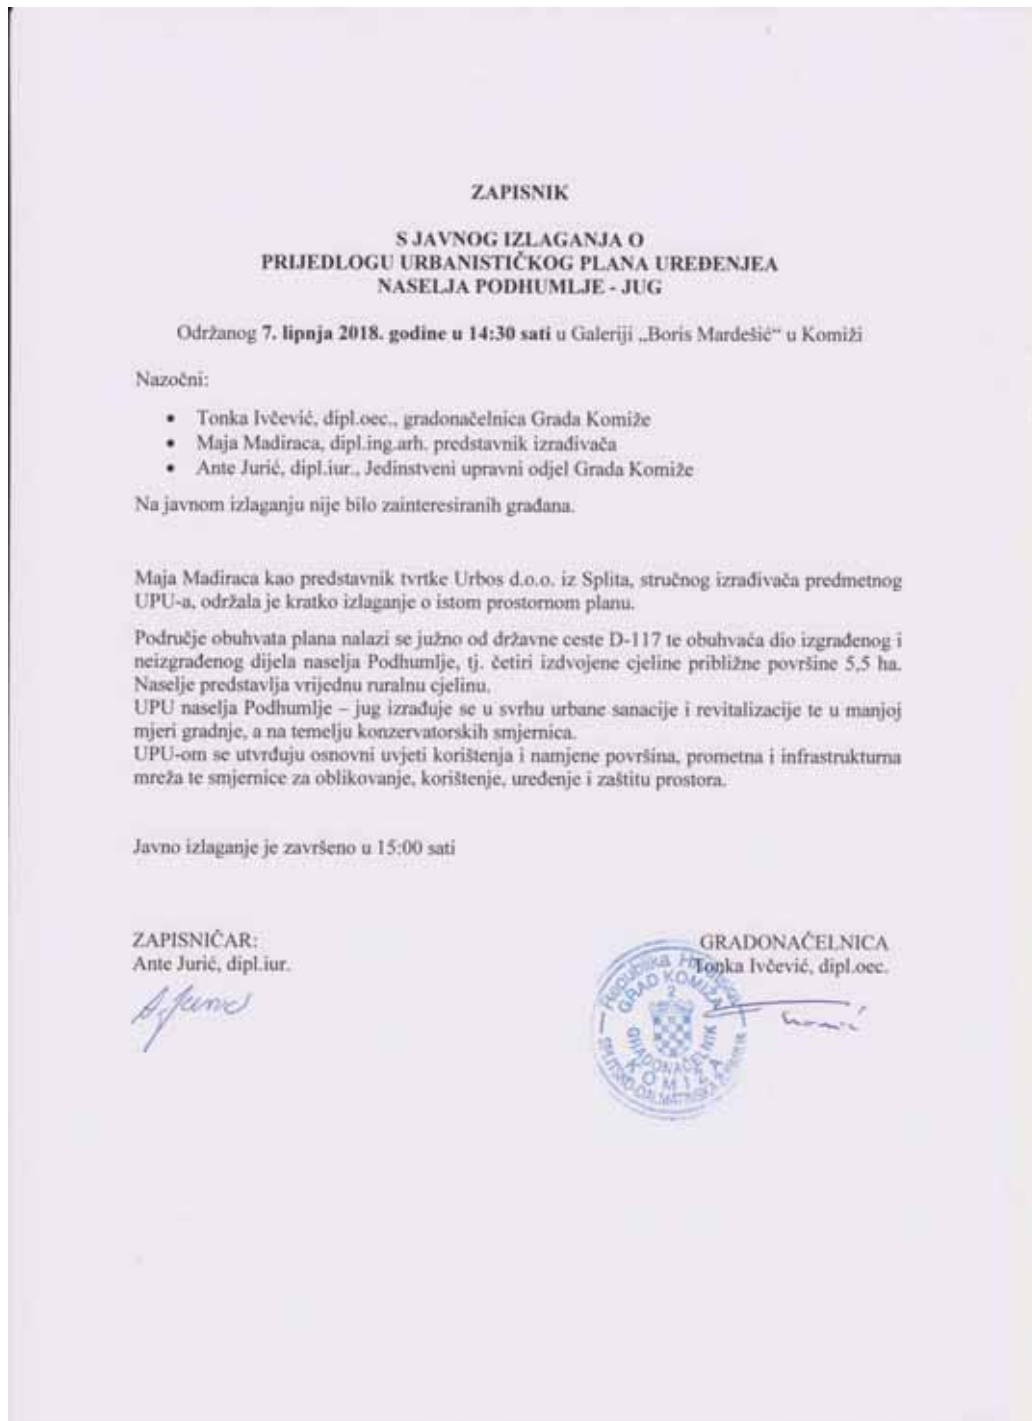 ZAPISNIK
S JAVNOG IZLAGANJA O
PRIJEDLOGU URBANISTIČKOG PLANA UREĐENJEA
NASELJA PODHUMLJE - JUG
Održanog 7. lipnja 2018. godine u 14:30 sati u Galeriji „Boris Mardešić“ u Komiži
Nazočni:
• Tonka Ivčević, dipl.oec., gradonačelnica Grada Komiže
• Maja Madiraca, dipl.ing.arh. predstavnik izrađivača
• Ante Jurić, dipl.iur., Jedinstveni upravni odjel Grada Komiže
Na javnom izlaganju nije bilo zainteresiranih građana.
Maja Madiraca kao predstavnik tvrtke Urbos d.o.o. iz Splita, stručnog izrađivača predmetnog
UPU-a, održala je kratko izlaganje o istom prostornom planu.
Područje obuhvata plana nalazi se južno od državne ceste D-117 te obuhvaća dio izgrađenog i
neizgrađenog dijela naselja Podhumlje, tj. četiri izdvojene cjeline približne površine 5,5 ha.
Naselje predstavlja vrijednu ruralnu cjelinu.
UPU naselja Podhumlje – jug izrađuje se u svrhu urbane sanacije i revitalizacije te u manjoj
mjeri gradnje, a na temelju konzervatorskih smjernica.
UPU-om se utvrđuju osnovni uvjeti korištenja i namjene površina, prometna i infrastrukturna
mreža te smjernice za oblikovanje, korištenje, uređenje i zaštitu prostora.
Javno izlaganje je završeno u 15:00 sati
ZAPISNIČAR:
Ante Jurić, dipl.iur.
GRADONAČELNICA
Tonka Ivčević, dipl.oec.
Republika Hrvatska
GRAD KOMIŽA
2
GRADONAČELNIK
KOMIŽA
SPLITSKO-DALMATINSKA